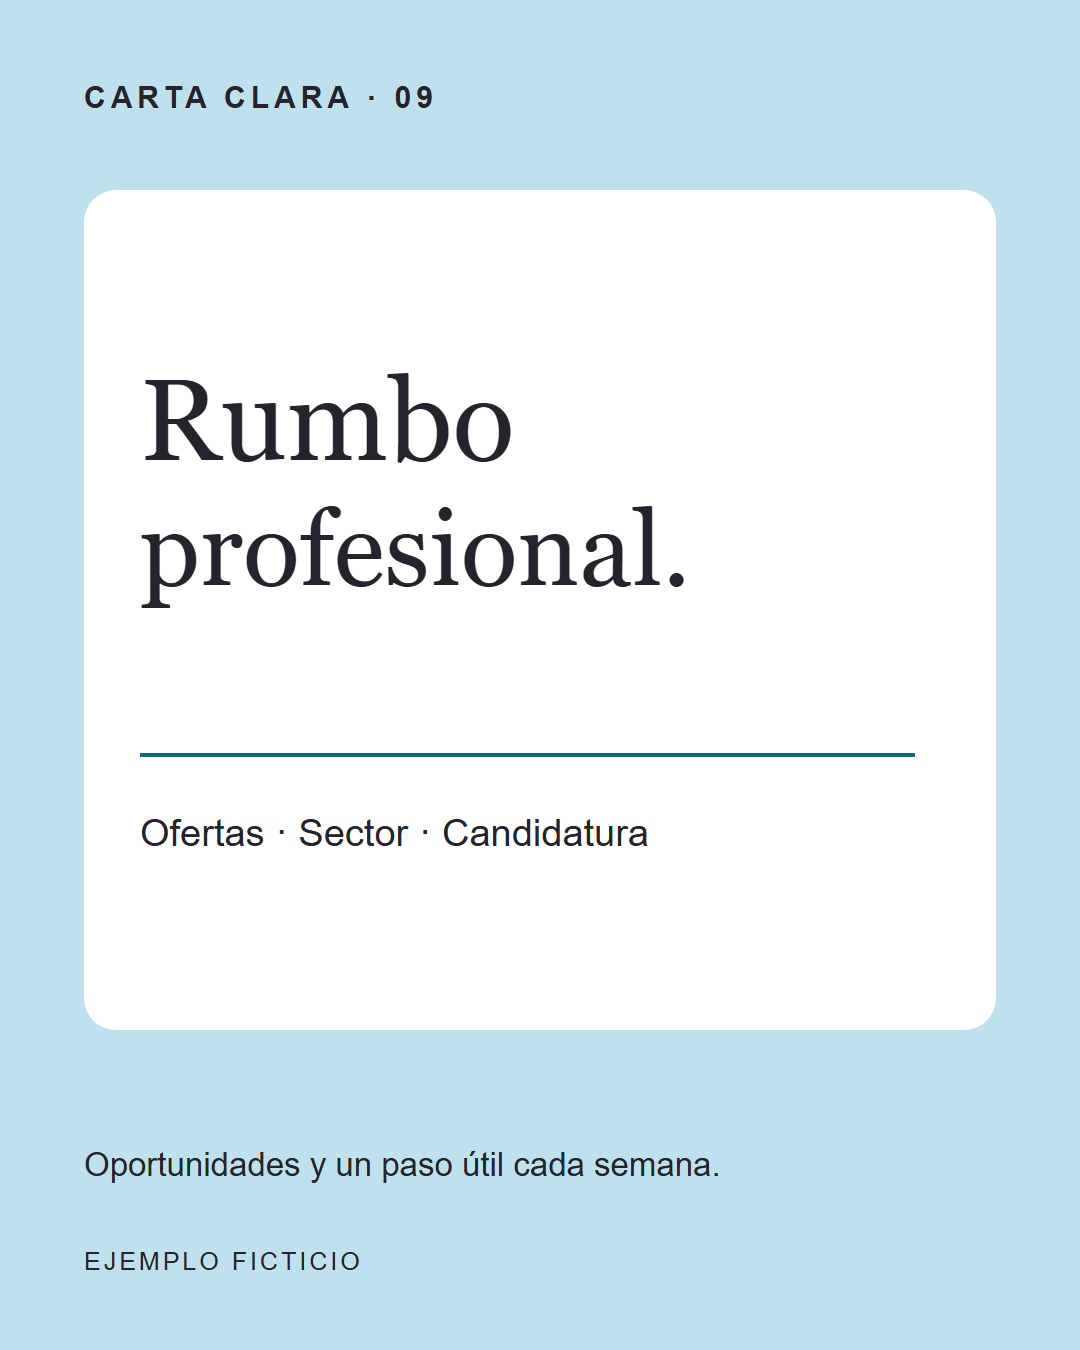 CARTA CLARA · 09
Rumbo
profesional.
Ofertas · Sector · Candidatura
Oportunidades y un paso útil cada semana.
EJEMPLO FICTICIO